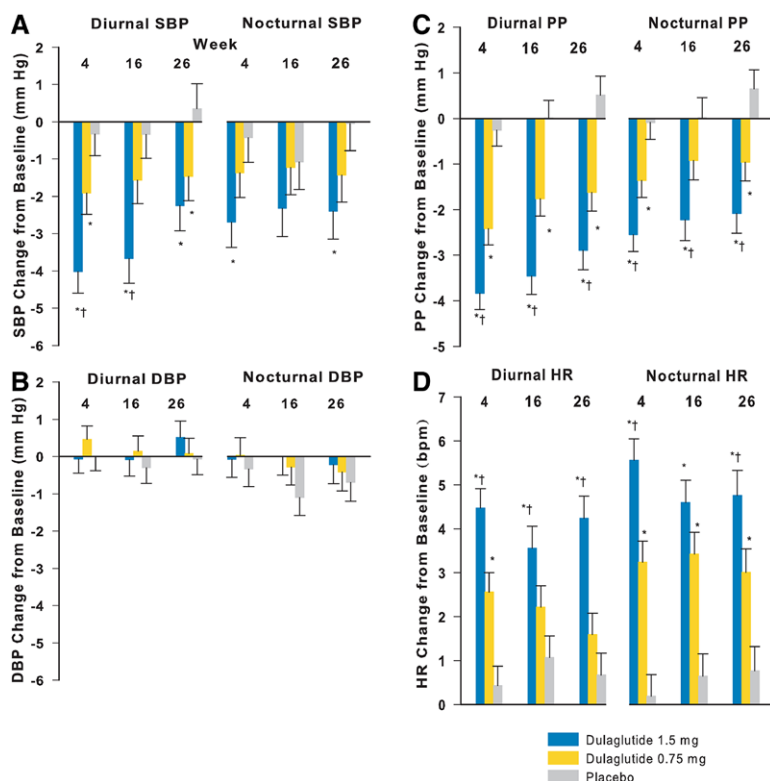 A
Diurnal SBP
Nocturnal SBP
Week
4 16 26 4 16 26
SBP Change from Baseline (mm Hg)
2
1
0
-1
-2
-3
-4
-5
-6
*† * *† * * * *
B
Diurnal DBP
Nocturnal DBP
4 16 26 4 16 26
DBP Change from Baseline (mm Hg)
2
1
0
-1
-2
-3
-4
-5
-6
C
Diurnal PP
Nocturnal PP
4 16 26 4 16 26
PP Change from Baseline (mm Hg)
2
1
0
-1
-2
-3
-4
-5
*† * *† * *† * *† * *† *† *
D
Diurnal HR
Nocturnal HR
4 16 26 4 16 26
HR Change from Baseline (bpm)
7
6
5
4
3
2
1
0
*† * *† *† *† * * * *† *
Dulaglutide 1.5 mg
Dulaglutide 0.75 mg
Placebo